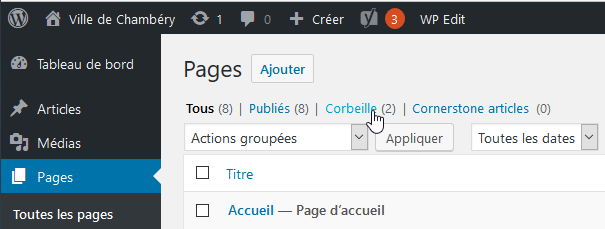 Ville de Chambéry 1 0 + Créer 3 WP Edit
Tableau de bord
Articles
Médias
Pages
Toutes les pages
Pages Ajouter
Tous (8) | Publiés (8) | Corbeille (2) | Cornerstone articles (0)
Actions groupées Appliquer Toutes les dates
Titre
Accueil — Page d'accueil